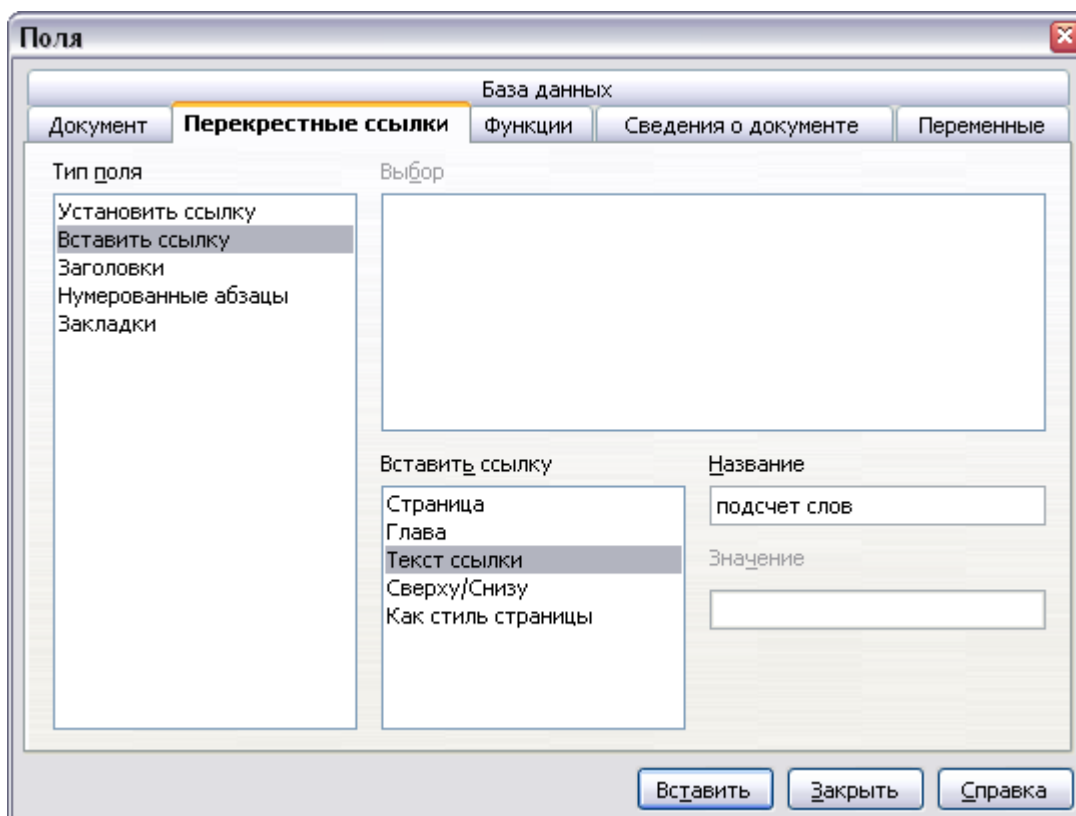 Поля
База данных
Документ
Перекрестные ссылки
Функции
Сведения о документе
Переменные
Тип поля
Выбор
Установить ссылку
Вставить ссылку
Заголовки
Нумерованные абзацы
Закладки
Вставить ссылку
Название
Страница
Глава
Текст ссылки
Сверху/Снизу
Как стиль страницы
подсчет слов
Значение
Вставить
Закрыть
Справка